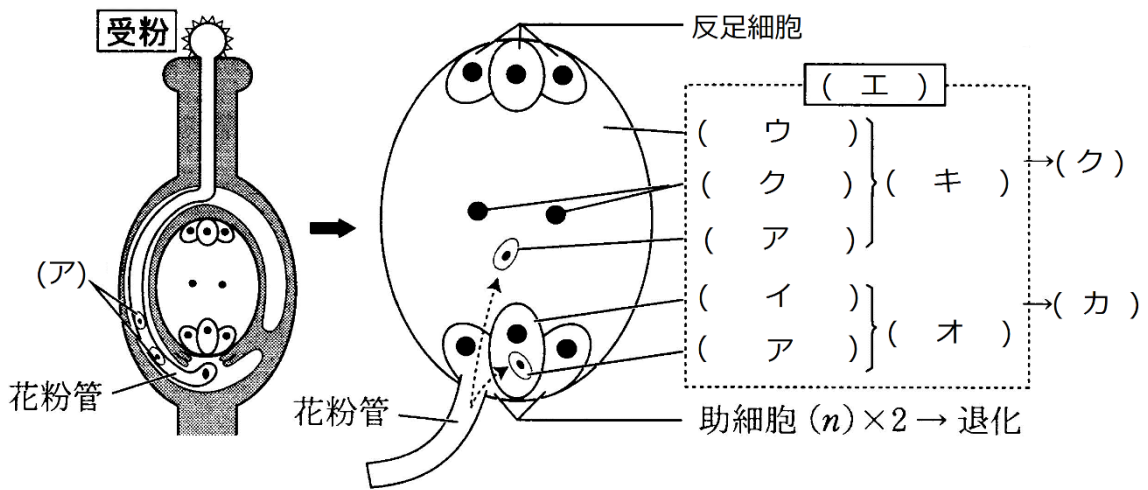 受粉
反足細胞
( エ )
( ウ )
( ク )
( キ )
→( ク )
( ア )
(ア)
( イ )
( オ )
→( カ )
( ア )
花粉管
花粉管
助細胞 (n)×2 → 退化